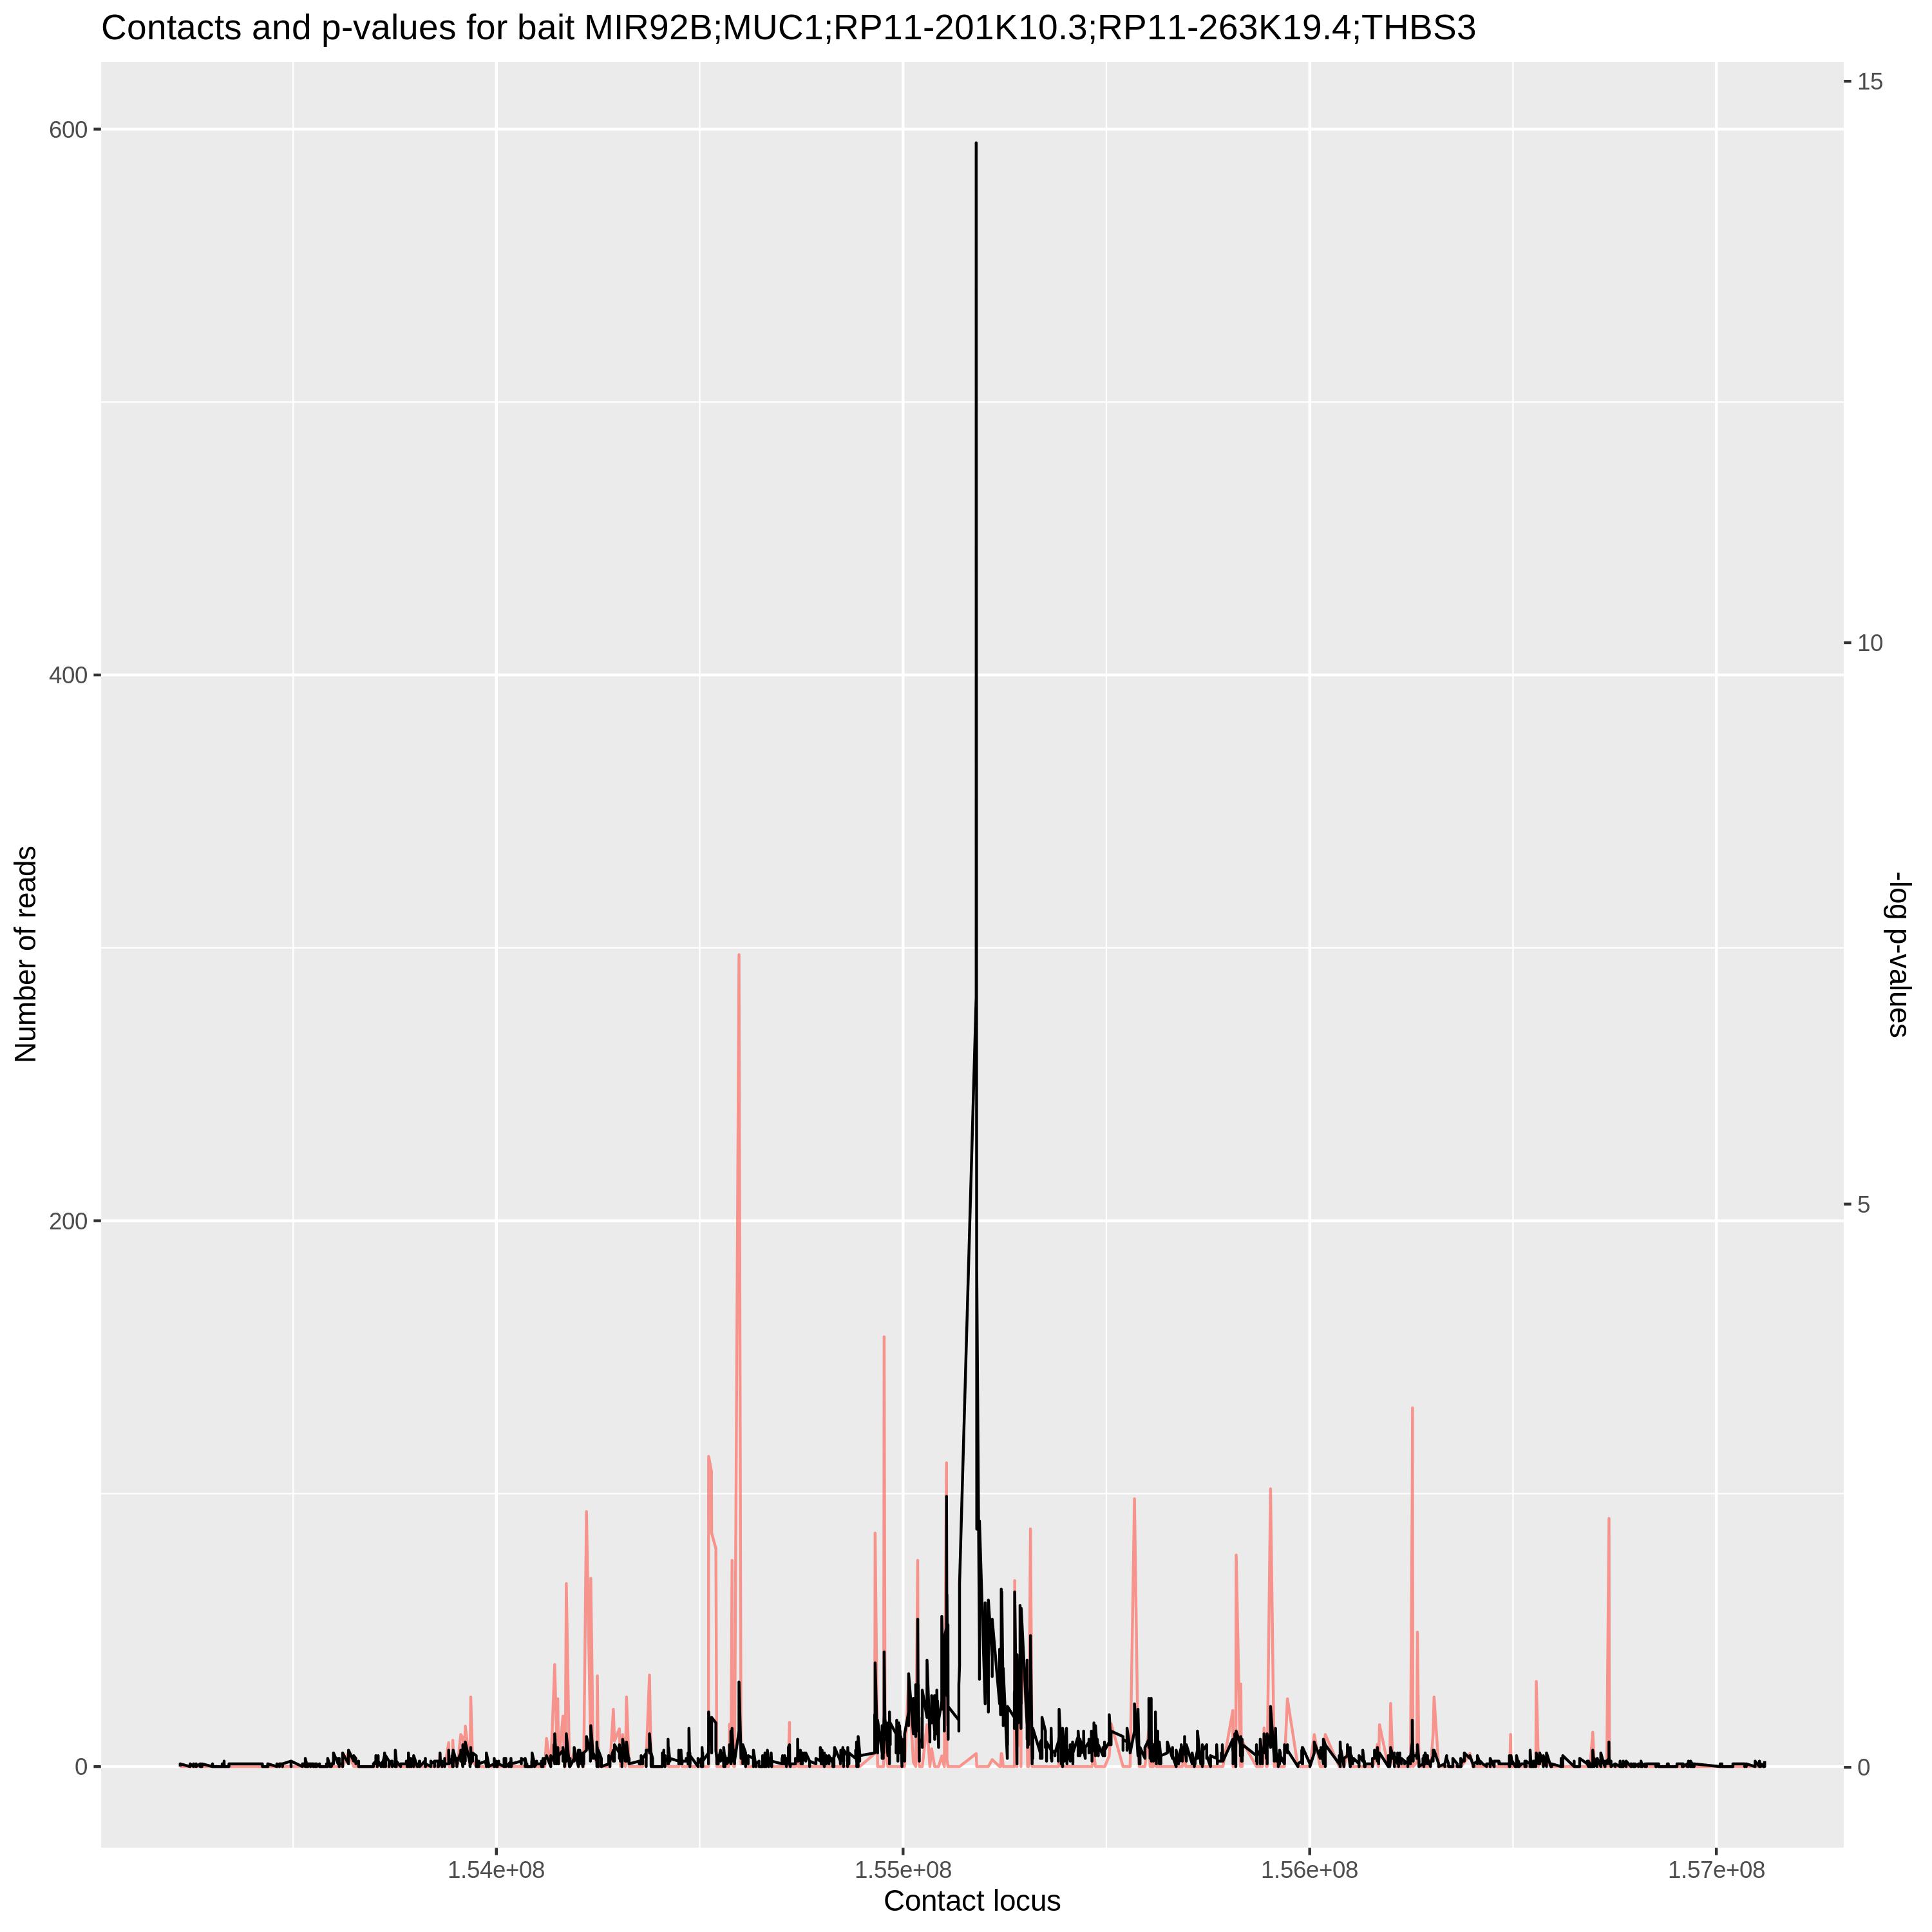 Contacts and p-values for bait MIR92B;MUC1;RP11-201K10.3;RP11-263K19.4;THBS3
15
600
10
400
Number of reads
-log p-values
5
200
0
0
1.54e+08
1.55e+08
1.56e+08
1.57e+08
Contact locus